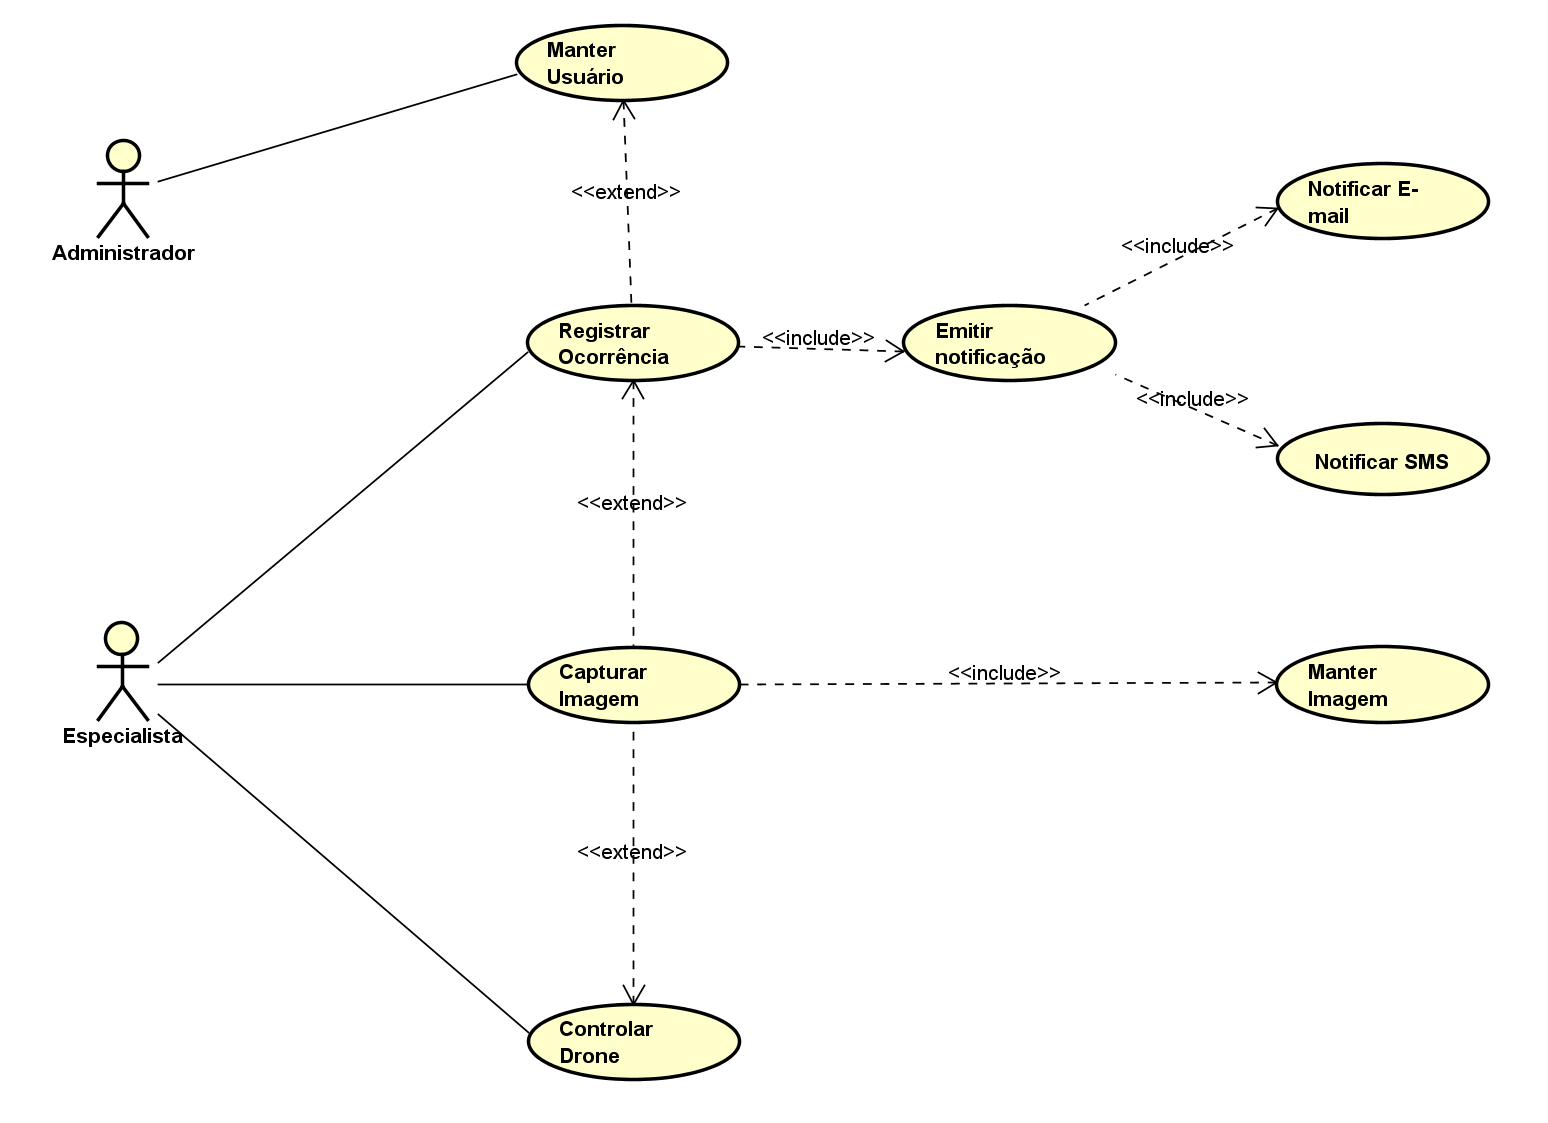 Manter
Usuário
<<extend>>
Administrador
Notificar E-
mail
<<include>>
Registrar
Ocorrência
<<include>>
Emitir
notificação
<<include>>
Notificar SMS
<<extend>>
Especialista
Capturar
Imagem
<<include>>
Manter
Imagem
<<extend>>
Controlar
Drone